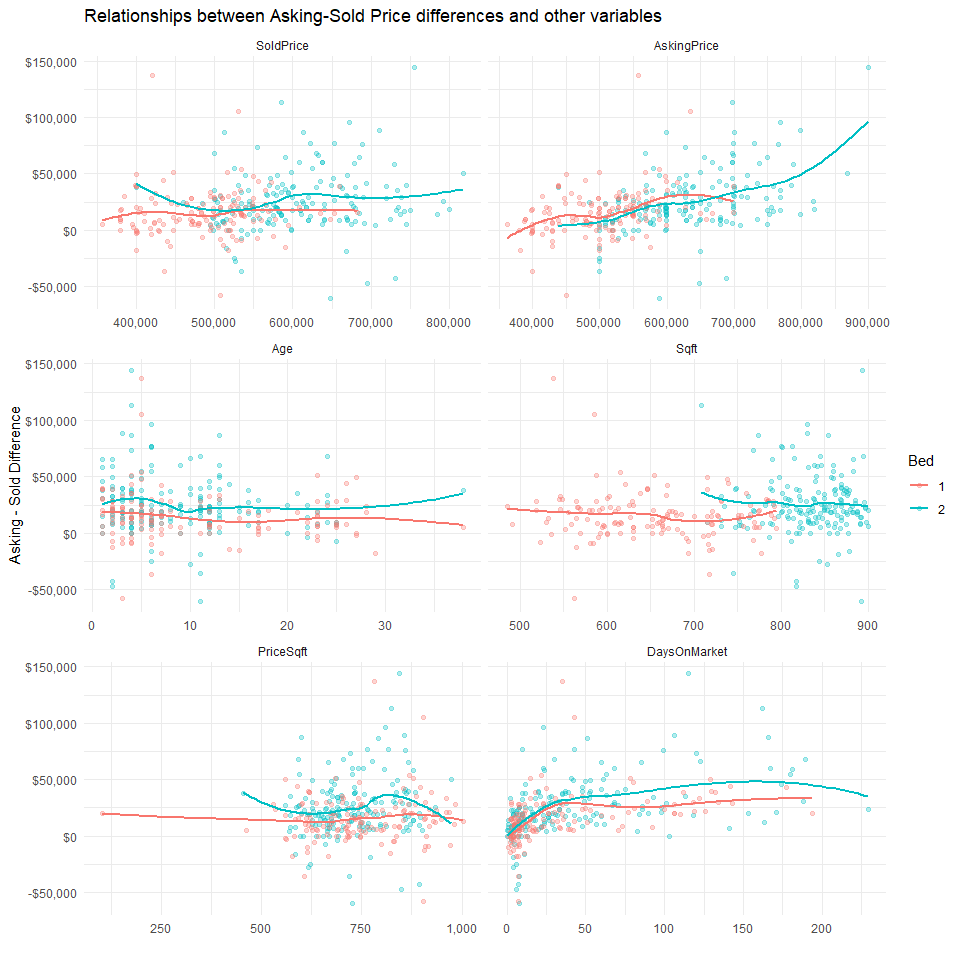 Relationships between Asking-Sold Price differences and other variables
SoldPrice AskingPrice
$150,000
$100,000
$50,000
$0
-$50,000
400,000 500,000 600,000 700,000 800,000 400,000 500,000 600,000 700,000 800,000 900,000
Age Sqft
$150,000
$100,000
$50,000
$0
-$50,000
0 10 20 30 500 600 700 800 900
Asking - Sold Difference
Bed
1
2
PriceSqft DaysOnMarket
$150,000
$100,000
$50,000
$0
-$50,000
250 500 750 1,000 0 50 100 150 200